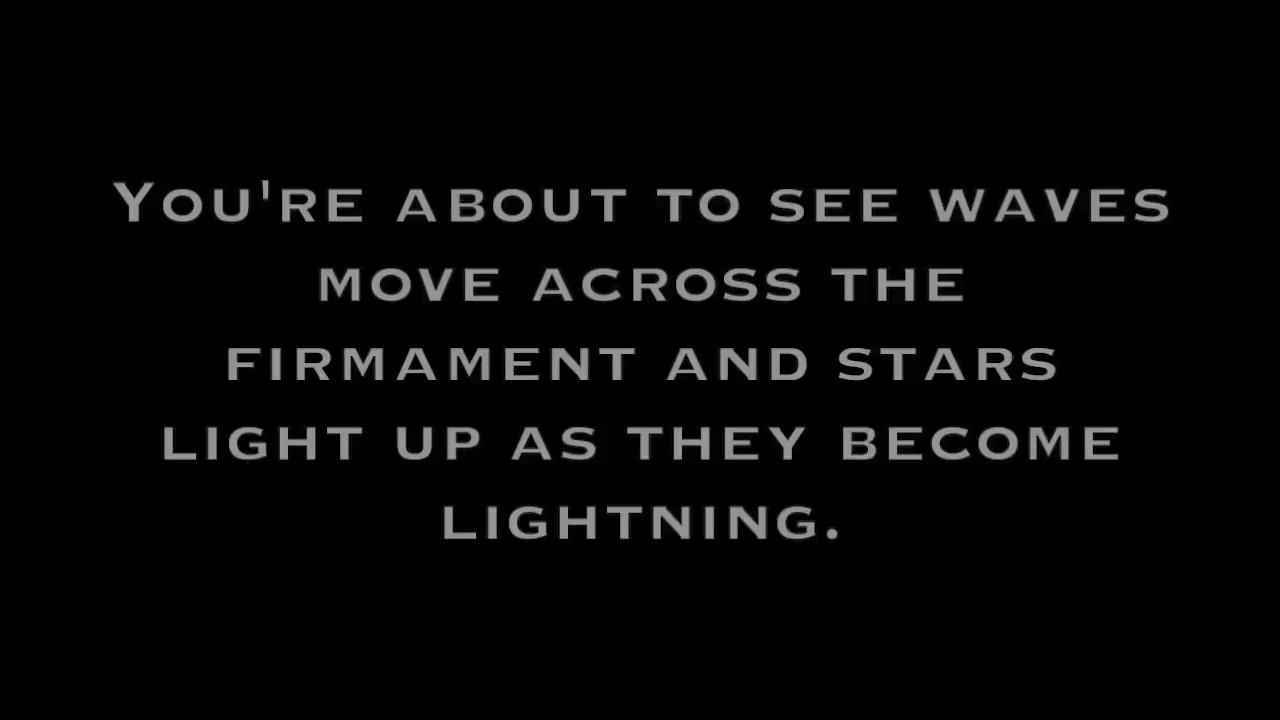 You're about to see waves
move across the
firmament and stars
light up as they become
lightning.